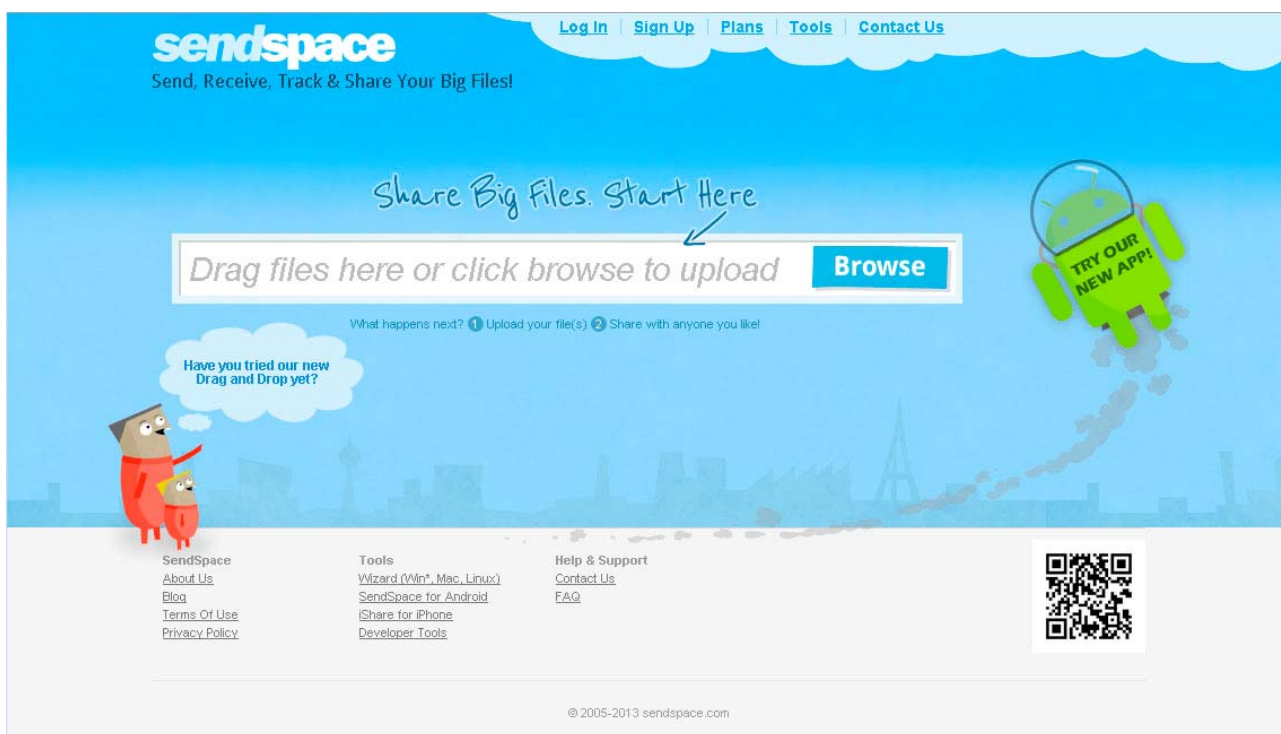 sendspace
Send, Receive, Track & Share Your Big Files!
Log In | Sign Up | Plans | Tools | Contact Us
Share Big Files. Start Here
Drag files here or click browse to upload
Browse
TRY OUR
NEW APP!
What happens next? 1 Upload your file(s) 2 Share with anyone you like!
Have you tried our new
Drag and Drop yet?
SendSpace
About Us
Blog
Terms Of Use
Privacy Policy
Tools
Wizard (Win*, Mac, Linux)
SendSpace for Android
iShare for iPhone
Developer Tools
Help & Support
Contact Us
FAQ
© 2005-2013 sendspace.com